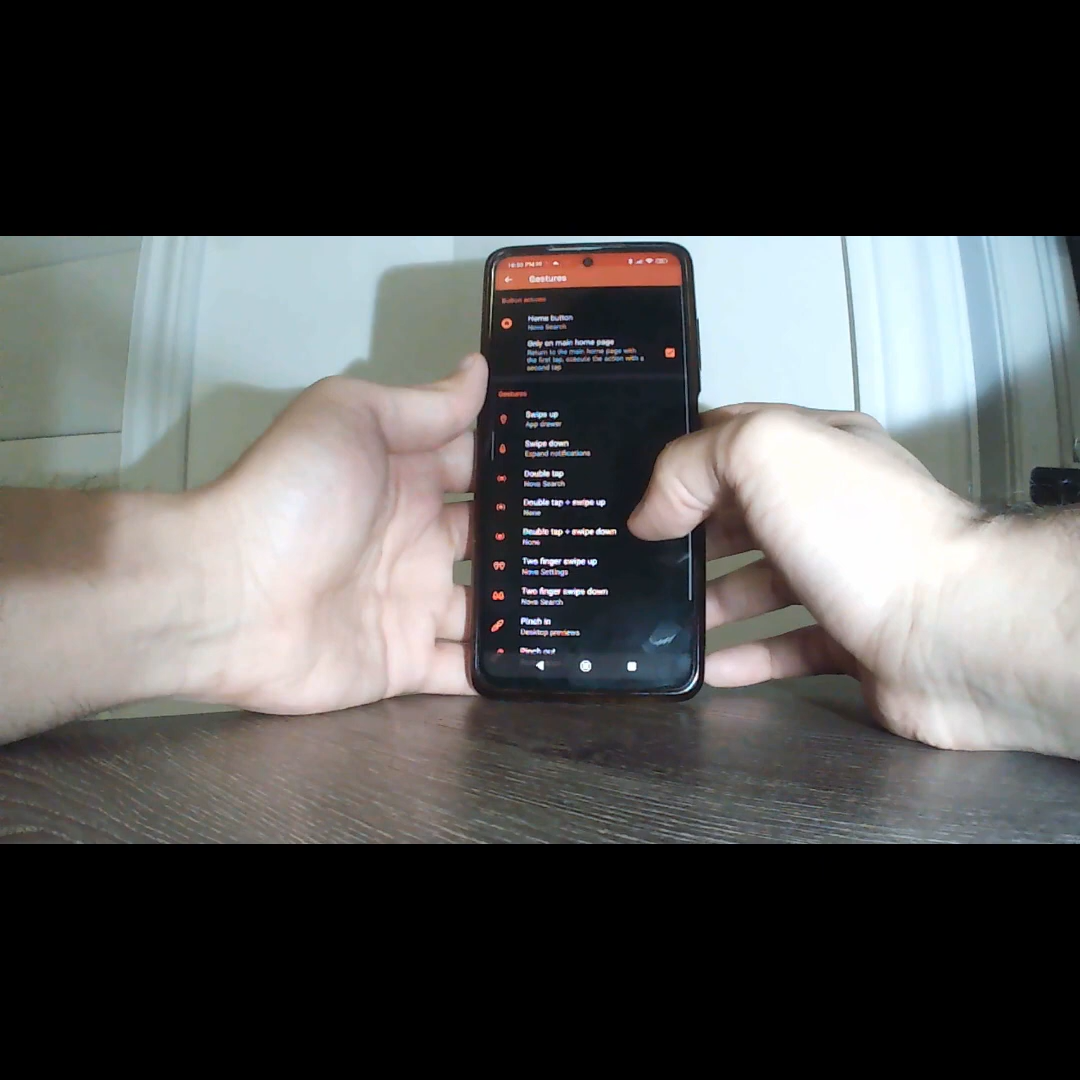 Gestures
Button actions
Home button
Nova Search
Only on main home page
Return to the main home page with
the first tap, execute the action with a
second tap
Gestures
Swipe up
App drawer
Swipe down
Expand notifications
Double tap
Nova Search
Double tap + swipe up
None
Double tap + swipe down
None
Two finger swipe up
Nova Settings
Two finger swipe down
Nova Search
Pinch in
Desktop previews
Pinch out